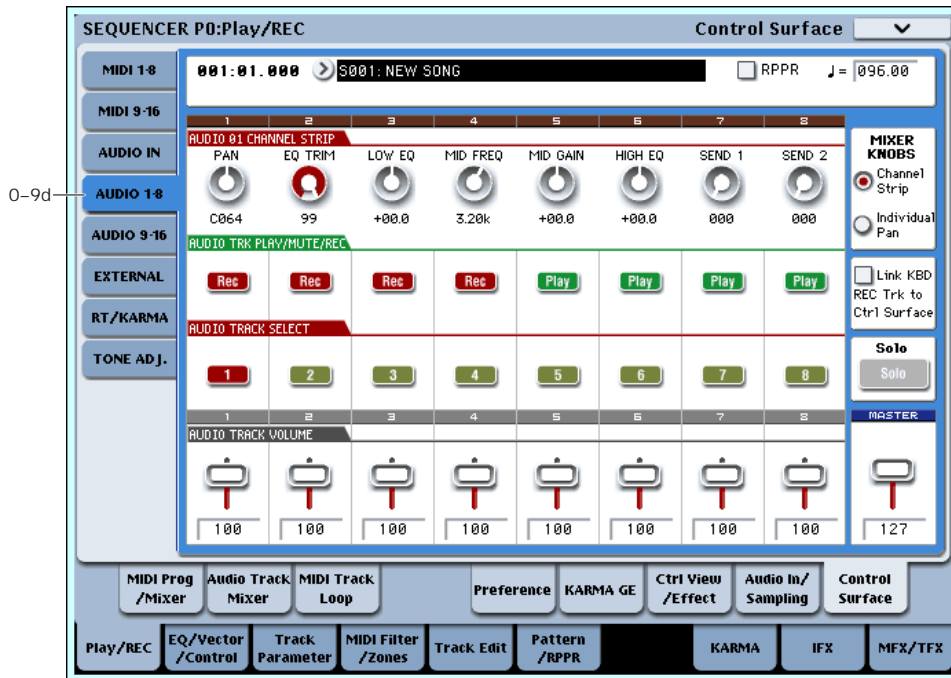 SEQUENCER P0:Play/REC Control Surface
MIDI 1-8
MIDI 9-16
AUDIO IN
0–9d
AUDIO 1-8
AUDIO 9-16
EXTERNAL
RT/KARMA
TONE ADJ.
001:01.000 S001: NEW SONG RPPR ♩= 096.00
1 2 3 4 5 6 7 8
AUDIO 01 CHANNEL STRIP
PAN EQ TRIM LOW EQ MID FREQ MID GAIN HIGH EQ SEND 1 SEND 2
C064 99 +00.0 3.20k +00.0 +00.0 000 000
AUDIO TRK PLAY/MUTE/REC
Rec Rec Rec Rec Play Play Play Play
AUDIO TRACK SELECT
1 2 3 4 5 6 7 8
1 2 3 4 5 6 7 8
AUDIO TRACK VOLUME
100 100 100 100 100 100 100 100
MIXER
KNOBS
Channel
Strip
Individual
Pan
Link KBD
REC Trk to
Ctrl Surface
Solo
Solo
MASTER
127
MIDI Prog
/Mixer
Audio Track
Mixer
MIDI Track
Loop
Preference
KARMA GE
Ctrl View
/Effect
Audio In/
Sampling
Control
Surface
Play/REC
EQ/Vector
/Control
Track
Parameter
MIDI Filter
/Zones
Track Edit
Pattern
/RPPR
KARMA
IFX
MFX/TFX